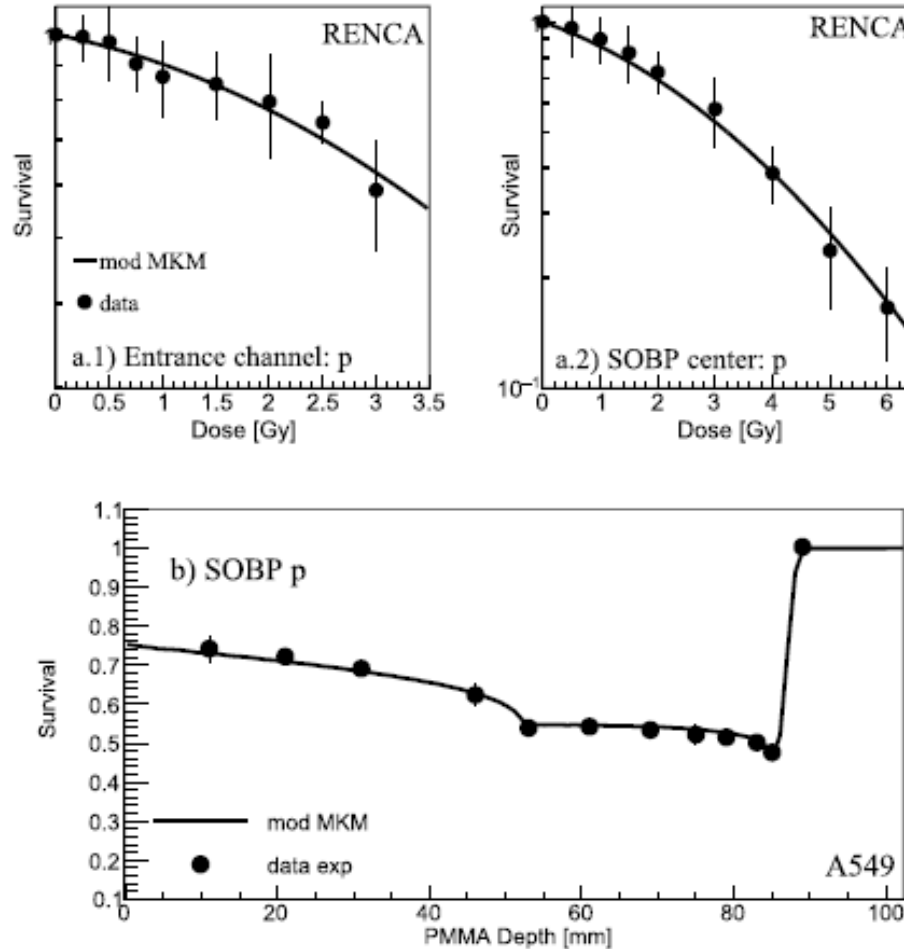 RENCA
Survival
mod MKM
data
a.1) Entrance channel: p
0 0.5 1 1.5 2 2.5 3 3.5
Dose [Gy]
RENCA
Survival
10⁻¹
a.2) SOBP center: p
0 1 2 3 4 5 6
Dose [Gy]
1.1
1
0.9
0.8
0.7
0.6
0.5
0.4
0.3
0.2
0.1
b) SOBP p
Survival
mod MKM
data exp
A549
0 20 40 60 80 100
PMMA Depth [mm]